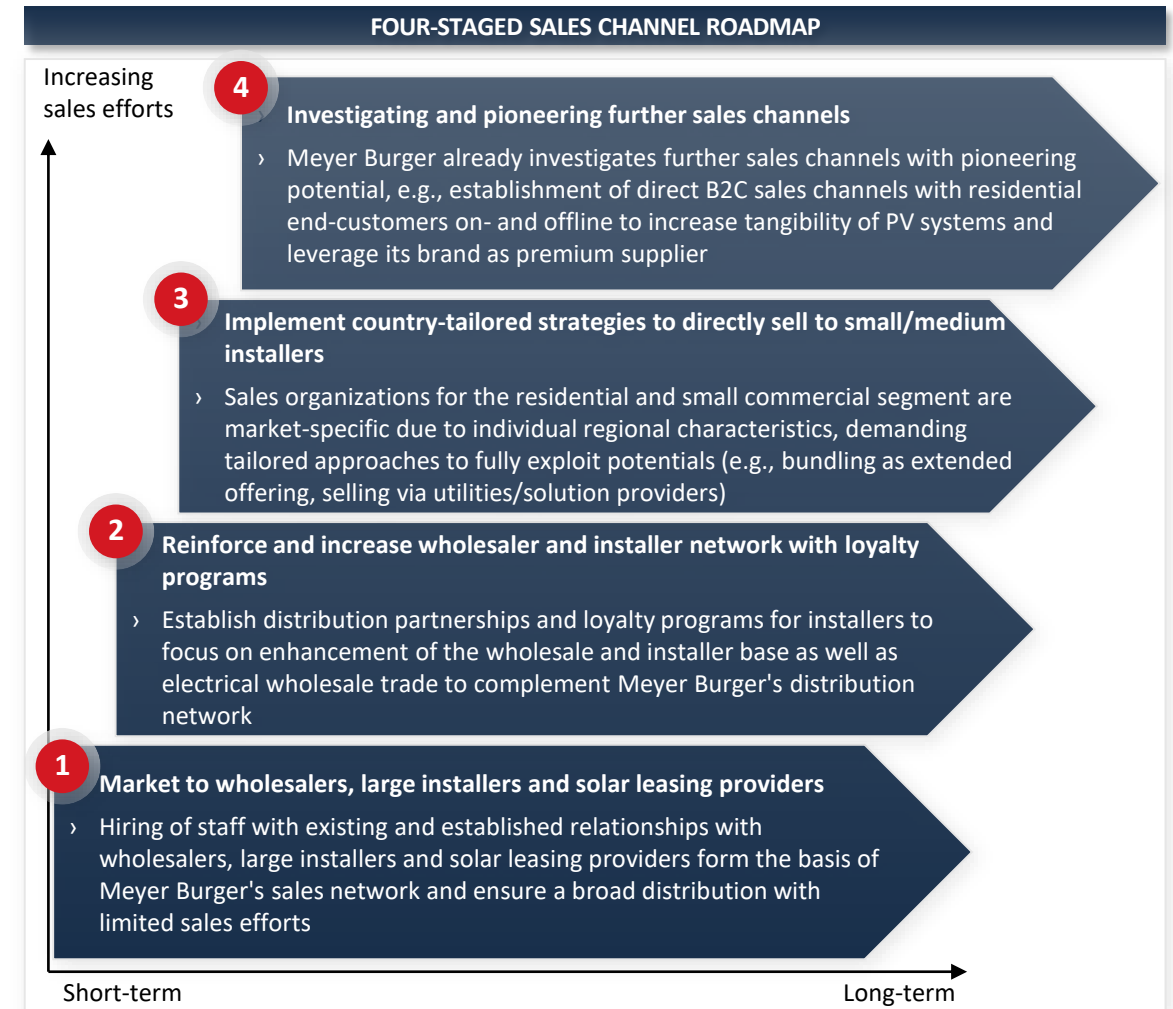 FOUR-STAGED SALES CHANNEL ROADMAP
Increasing
sales efforts
4
Investigating and pioneering further sales channels
› Meyer Burger already investigates further sales channels with pioneering
potential, e.g., establishment of direct B2C sales channels with residential
end-customers on- and offline to increase tangibility of PV systems and
leverage its brand as premium supplier
3
Implement country-tailored strategies to directly sell to small/medium
installers
› Sales organizations for the residential and small commercial segment are
market-specific due to individual regional characteristics, demanding
tailored approaches to fully exploit potentials (e.g., bundling as extended
offering, selling via utilities/solution providers)
2
Reinforce and increase wholesaler and installer network with loyalty
programs
› Establish distribution partnerships and loyalty programs for installers to
focus on enhancement of the wholesale and installer base as well as
electrical wholesale trade to complement Meyer Burger's distribution
network
1
Market to wholesalers, large installers and solar leasing providers
› Hiring of staff with existing and established relationships with
wholesalers, large installers and solar leasing providers form the basis of
Meyer Burger's sales network and ensure a broad distribution with
limited sales efforts
Short-term
Long-term